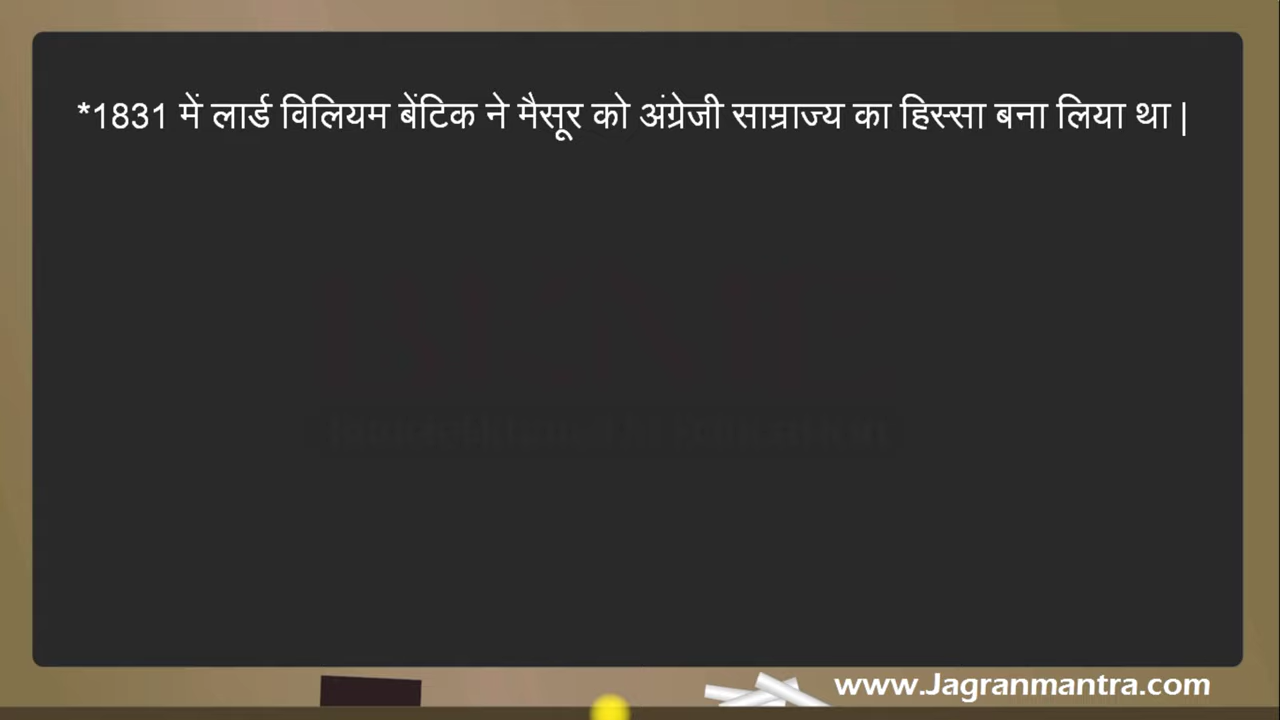 *1831 में लार्ड विलियम बेंटिक ने मैसूर को अंग्रेजी साम्राज्य का हिस्सा बना लिया था |
www.Jagranmantra.com